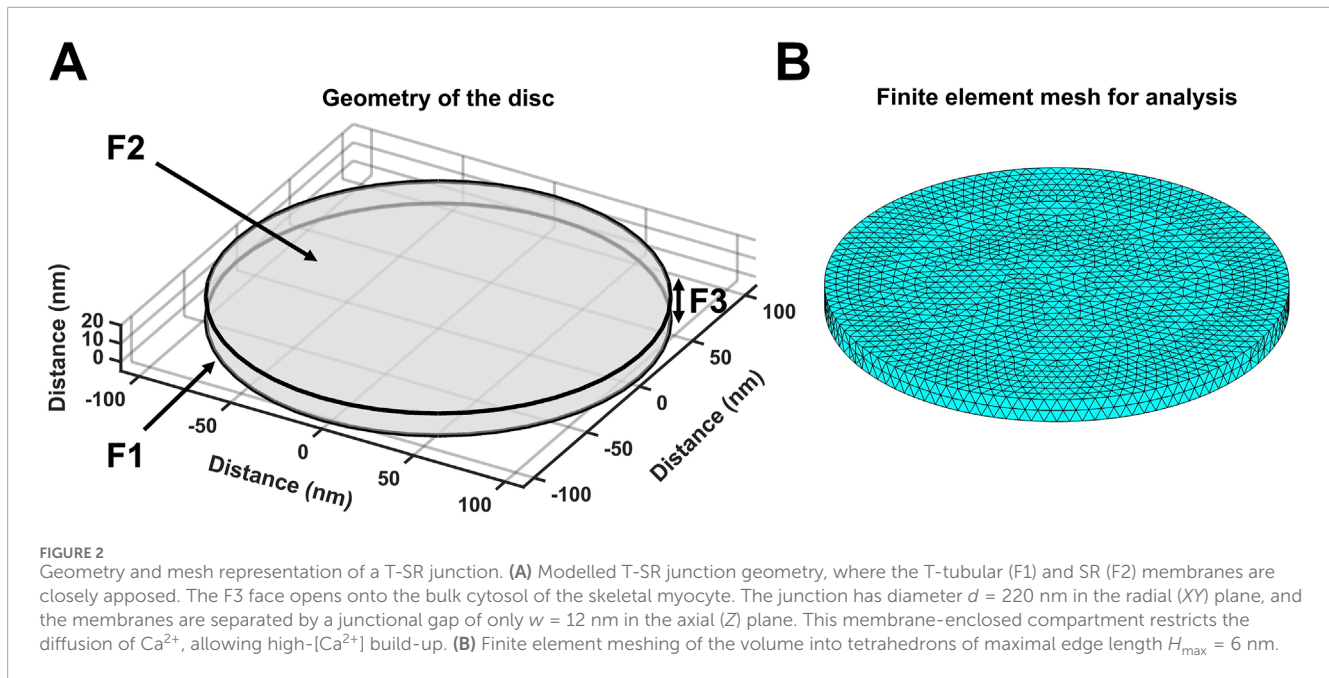 A
B
Geometry of the disc
Finite element mesh for analysis
F2
F3
F1
Distance (nm)
20
10
0
-100
-50
0
50
100
Distance (nm)
100
50
0
-50
-100
Distance (nm)
FIGURE 2
Geometry and mesh representation of a T-SR junction. (A) Modelled T-SR junction geometry, where the T-tubular (F1) and SR (F2) membranes are
closely apposed. The F3 face opens onto the bulk cytosol of the skeletal myocyte. The junction has diameter d = 220 nm in the radial (XY) plane, and
the membranes are separated by a junctional gap of only w = 12 nm in the axial (Z) plane. This membrane-enclosed compartment restricts the
diffusion of Ca²⁺, allowing high-[Ca²⁺] build-up. (B) Finite element meshing of the volume into tetrahedrons of maximal edge length Hmax = 6 nm.